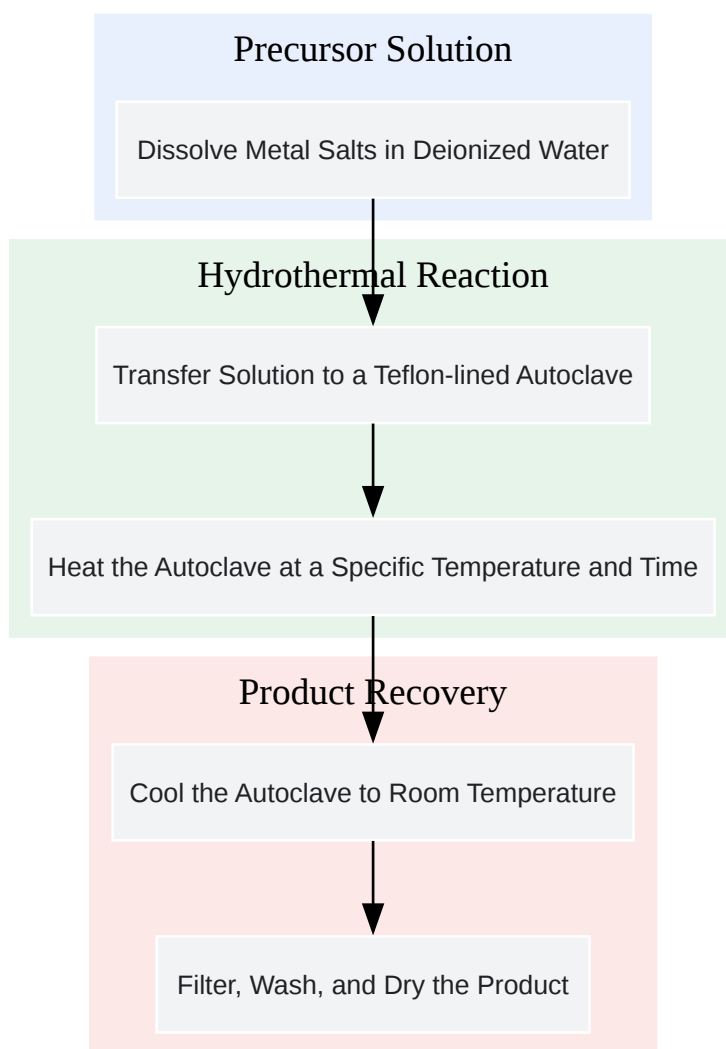 Precursor Solution
Dissolve Metal Salts in Deionized Water
Hydrothermal Reaction
Transfer Solution to a Teflon-lined Autoclave
Heat the Autoclave at a Specific Temperature and Time
Product Recovery
Cool the Autoclave to Room Temperature
Filter, Wash, and Dry the Product